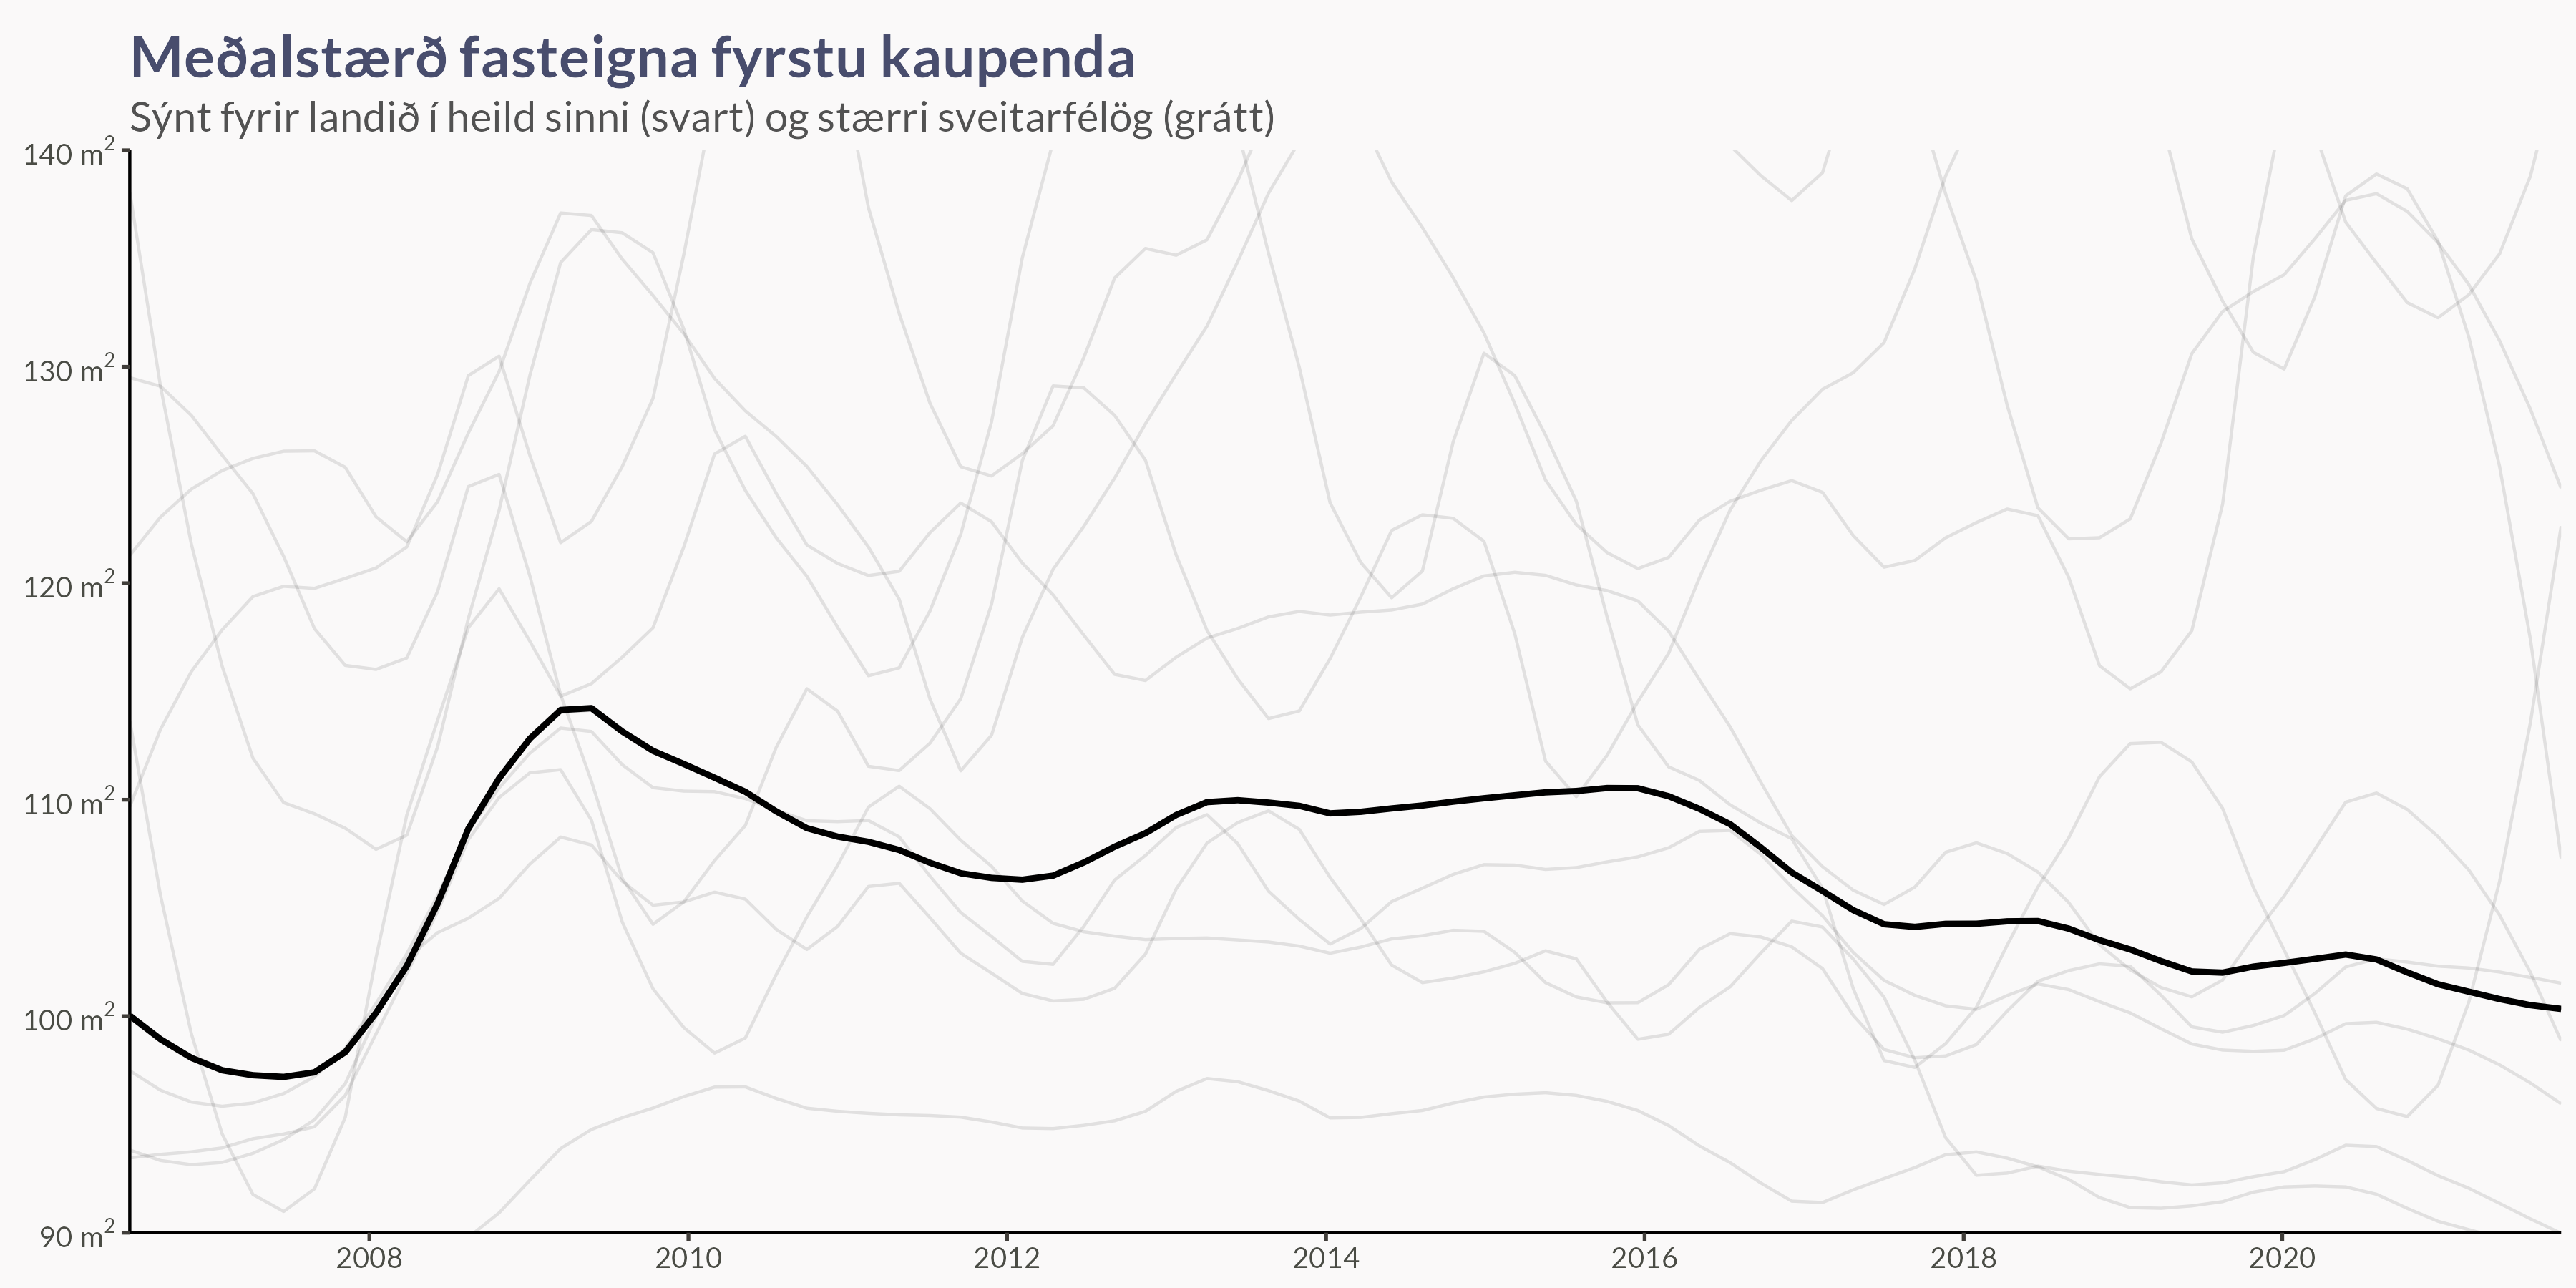 Meðalstærð fasteigna fyrstu kaupenda
Sýnt fyrir landið í heild sinni (svart) og stærri sveitarfélög (grátt)
140 m²
130 m²
120 m²
110 m²
100 m²
90 m²
2008 2010 2012 2014 2016 2018 2020